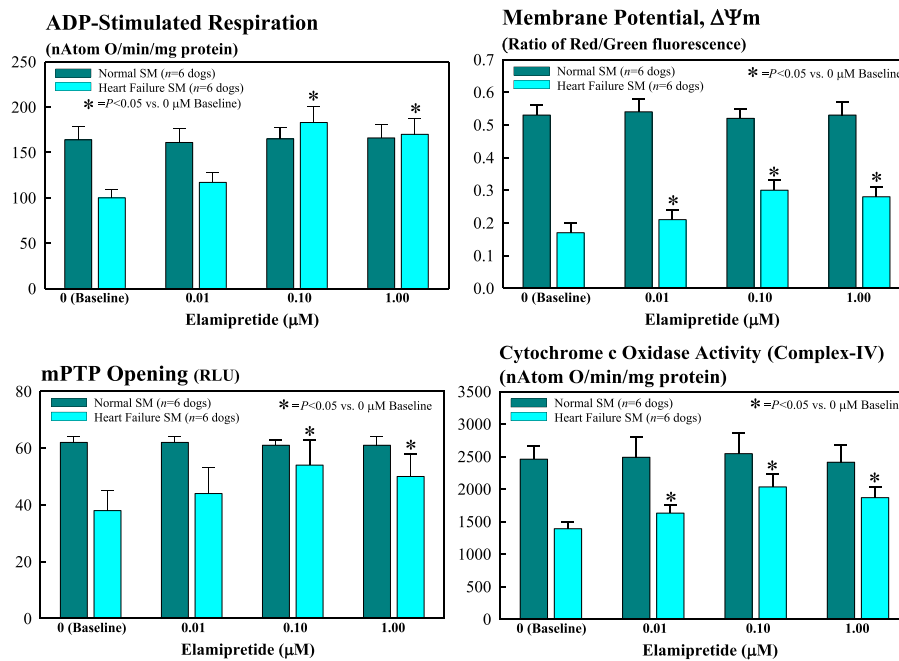 ADP-Stimulated Respiration
(nAtom O/min/mg protein)
Normal SM (n=6 dogs)
Heart Failure SM (n=6 dogs)
* =P<0.05 vs. 0 µM Baseline)
250
200
150
100
50
0
* *
0 (Baseline) 0.01 0.10 1.00
Elamipretide (µM)
Membrane Potential, ΔΨm
(Ratio of Red/Green fluorescence)
Normal SM (n=6 dogs)
Heart Failure SM (n=6 dogs)
* =P<0.05 vs. 0 µM Baseline
0.7
0.6
0.5
0.4
0.3
0.2
0.1
0.0
* * *
0 (Baseline) 0.01 0.10 1.00
Elamipretide (µM)
mPTP Opening (RLU)
Normal SM (n=6 dogs)
Heart Failure SM (n=6 dogs)
* =P<0.05 vs. 0 µM Baseline
80
60
40
20
0
* *
0 (Baseline) 0.01 0.10 1.00
Elamipretide (µM)
Cytochrome c Oxidase Activity (Complex-IV)
(nAtom O/min/mg protein)
Normal SM (n=6 dogs)
Heart Failure SM (n=6 dogs)
* =P<0.05 vs. 0 µM Baseline
3500
3000
2500
2000
1500
1000
500
0
* * *
0 (Baseline) 0.01 0.10 1.00
Elamipretide (µM)